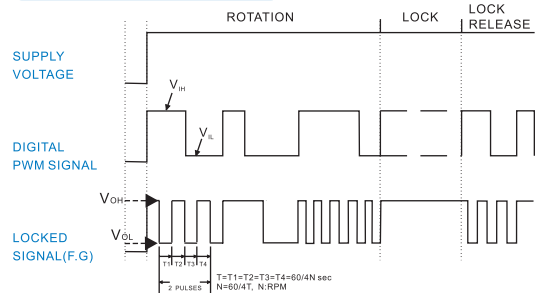 ROTATION
LOCK
LOCK
RELEASE
SUPPLY
VOLTAGE
VIH
DIGITAL
PWM SIGNAL
VIL
VOH
VOL
LOCKED
SIGNAL(F.G)
T1 T2 T3 T4
2 PULSES
T=T1=T2=T3=T4=60/4N sec
N=60/4T, N:RPM